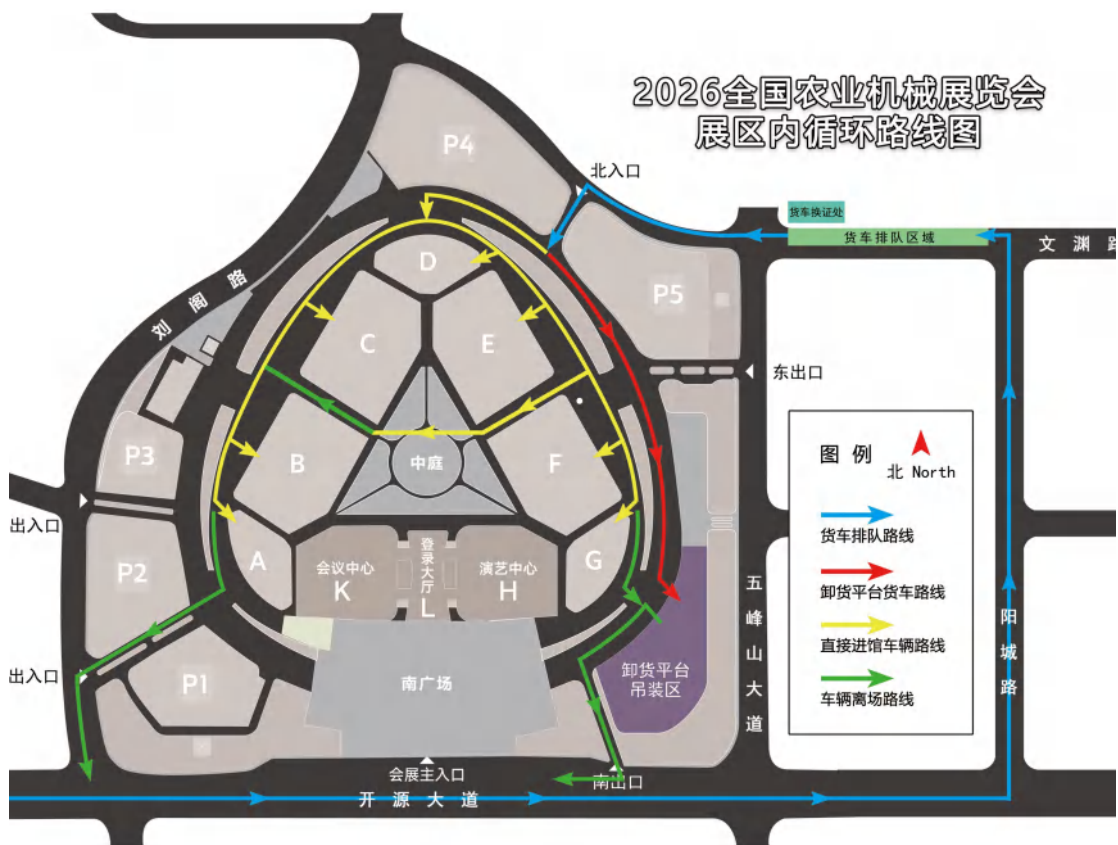 2026全国农业机械展览会
展区内循环路线图
P4
北入口
货车换证处
货车排队区域
文渊路
刘阁路
D
P5
C
E
东出口
图例
北 North
货车排队路线
卸货平台货车路线
直接进馆车辆路线
车辆离场路线
P3
B
中庭
F
出入口
A
会议中心
K
登录大厅
L
演艺中心
H
G
P2
五峰山大道
阳城路
出入口
P1
南广场
卸货平台
吊装区
会展主入口
南出口
开源大道